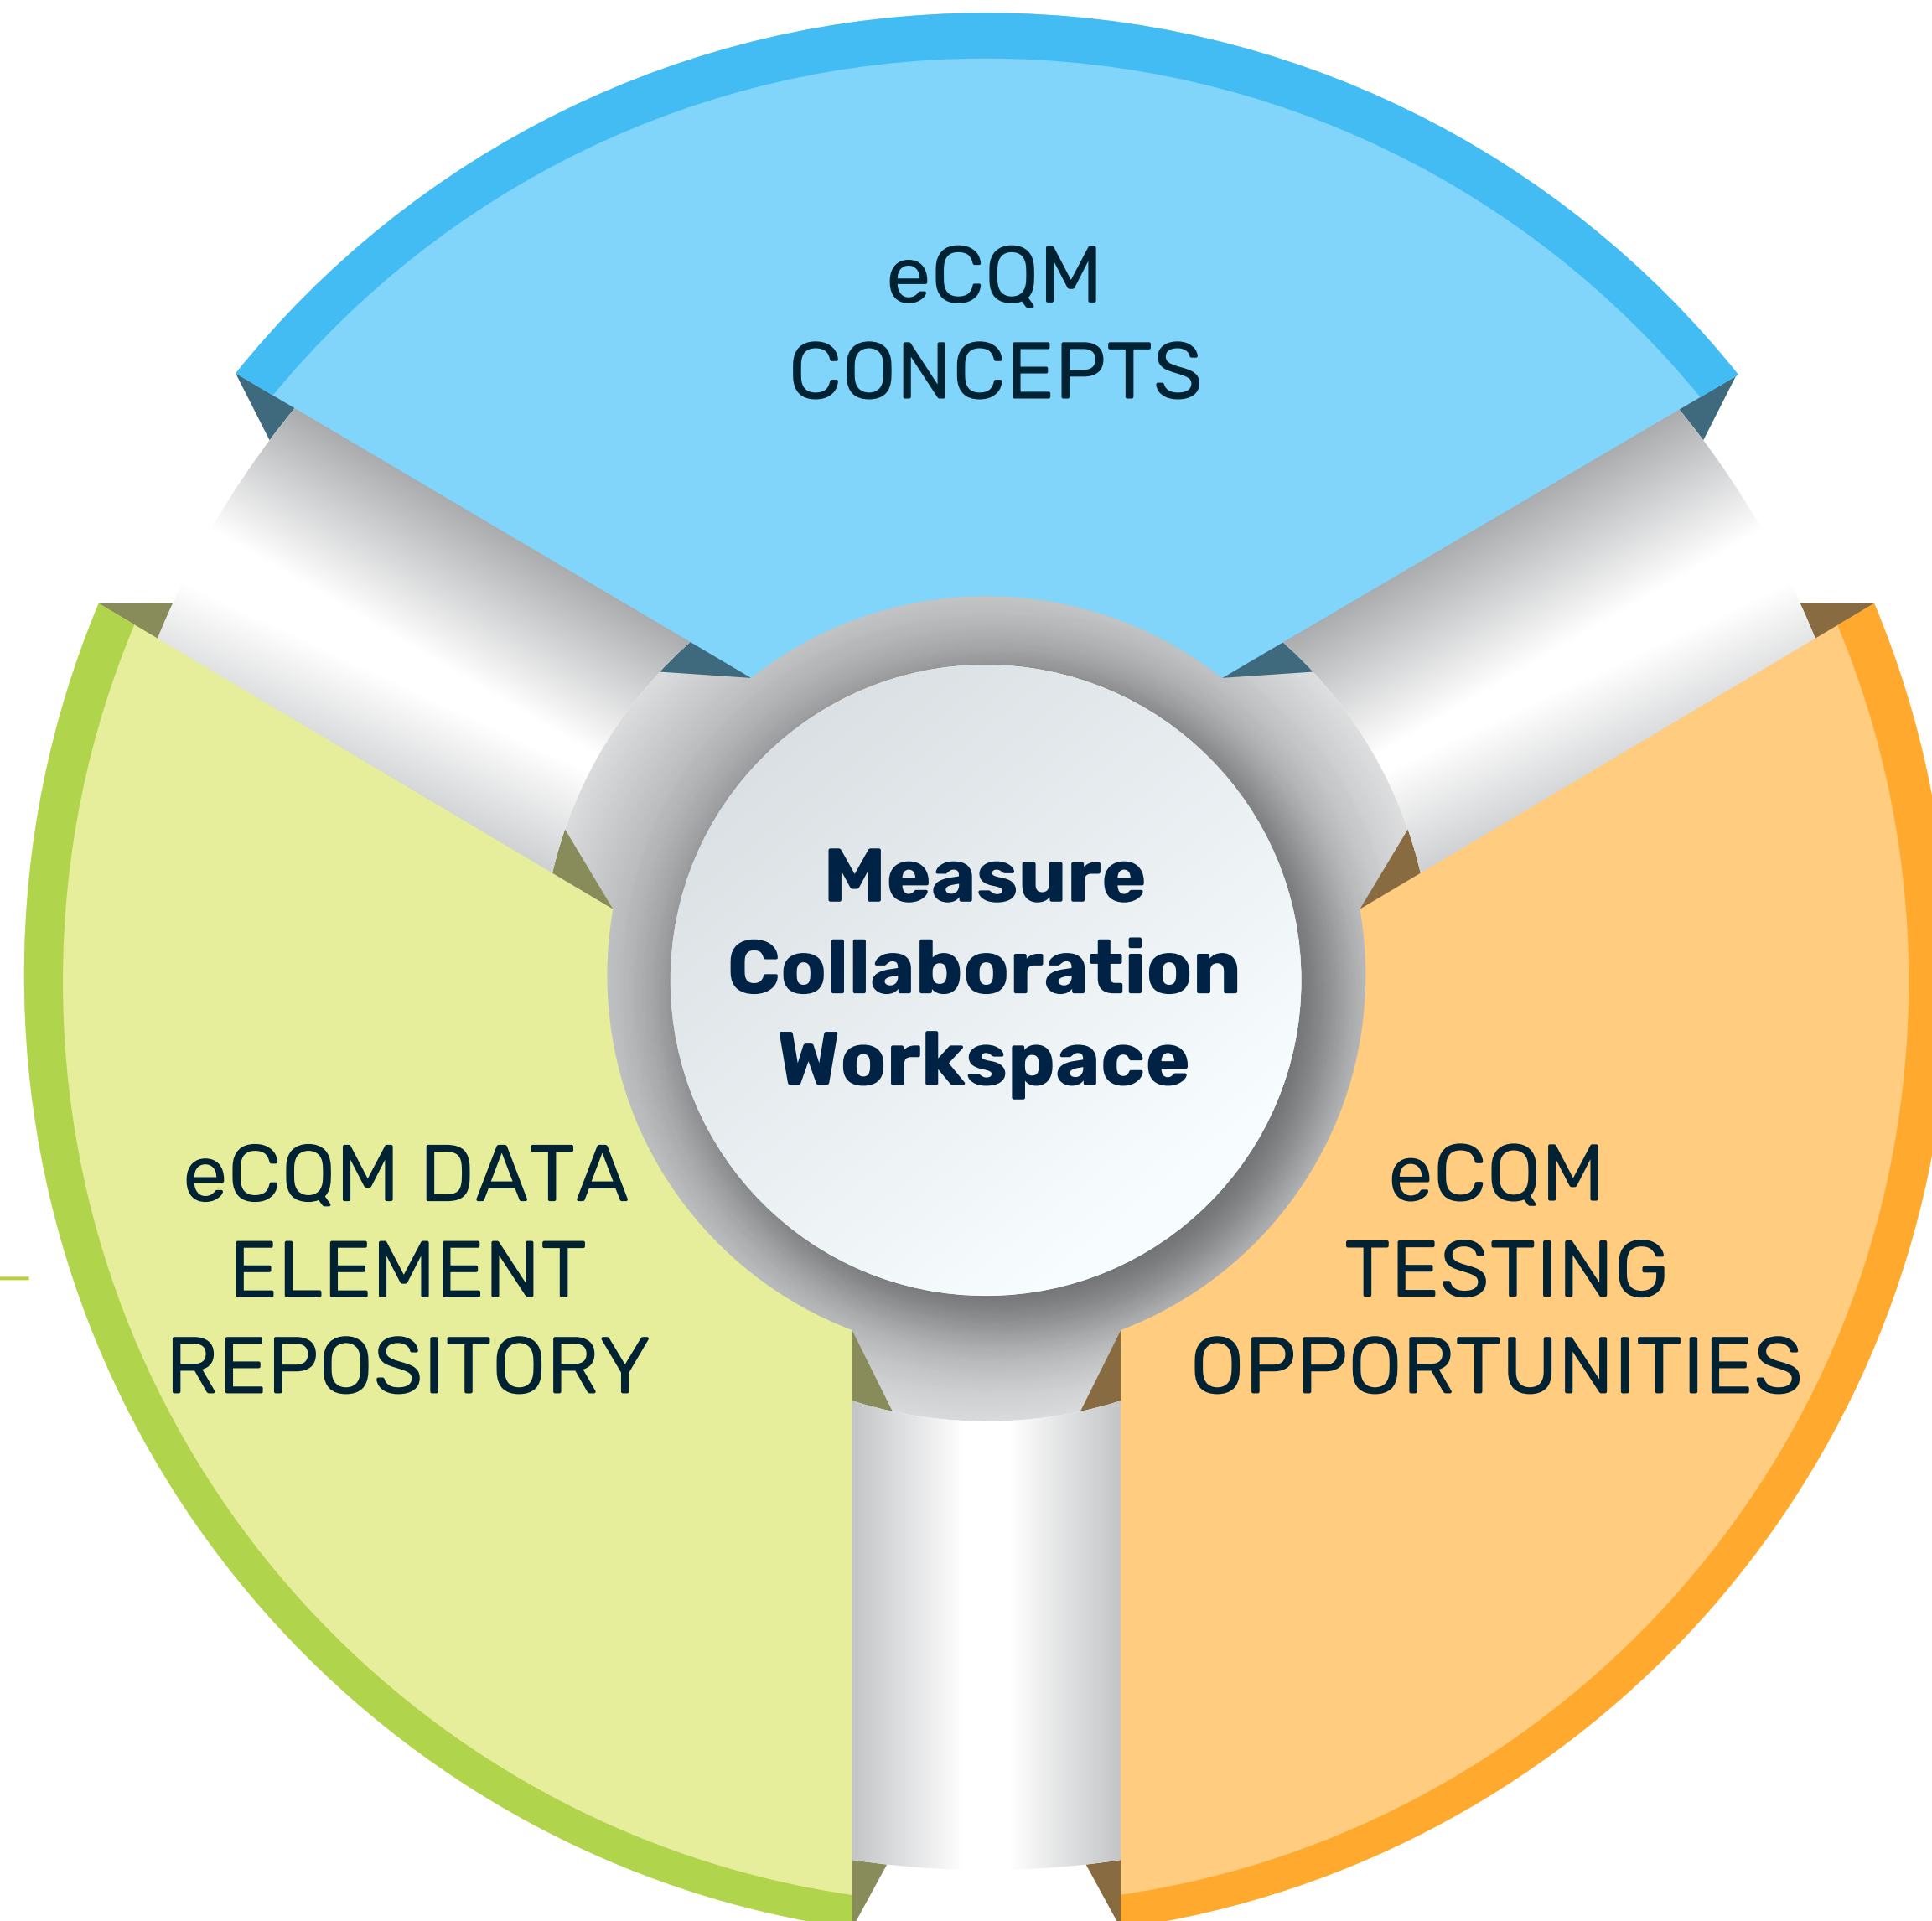 eCQM
CONCEPTS
Measure
Collaboration
Workspace
eCQM DATA
ELEMENT
REPOSITORY
eCQM
TESTING
OPPORTUNITIES